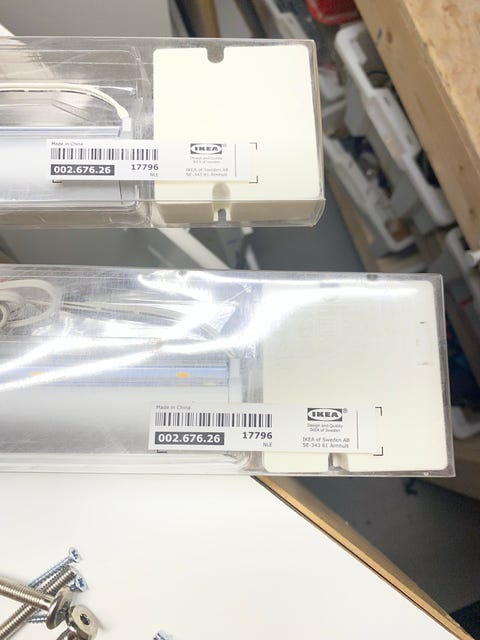 Made in China
IKEA
Design and Quality
IKEA of Sweden
002.676.26 17796
NLE
IKEA of Sweden AB
SE-343 81 Älmhult
Made in China
IKEA
Design and Quality
IKEA of Sweden
002.676.26 17796
NLE
IKEA of Sweden AB
SE-343 81 Älmhult